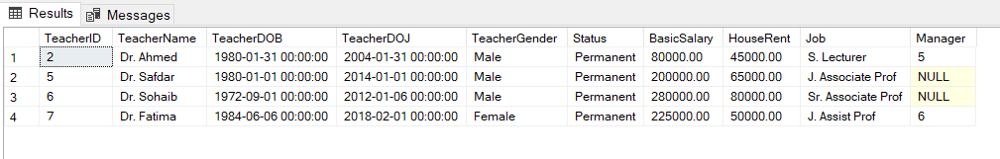 Results Messages
TeacherID TeacherName TeacherDOB TeacherDOJ TeacherGender Status BasicSalary HouseRent Job Manager
1 2 Dr. Ahmed 1980-01-31 00:00:00 2004-01-31 00:00:00 Male Permanent 80000.00 45000.00 S. Lecturer 5
2 5 Dr. Safdar 1980-01-01 00:00:00 2014-01-01 00:00:00 Male Permanent 200000.00 65000.00 J. Associate Prof NULL
3 6 Dr. Sohaib 1972-09-01 00:00:00 2012-01-06 00:00:00 Male Permanent 280000.00 80000.00 Sr. Associate Prof NULL
4 7 Dr. Fatima 1984-06-06 00:00:00 2018-02-01 00:00:00 Female Permanent 225000.00 50000.00 J. Assist Prof 6